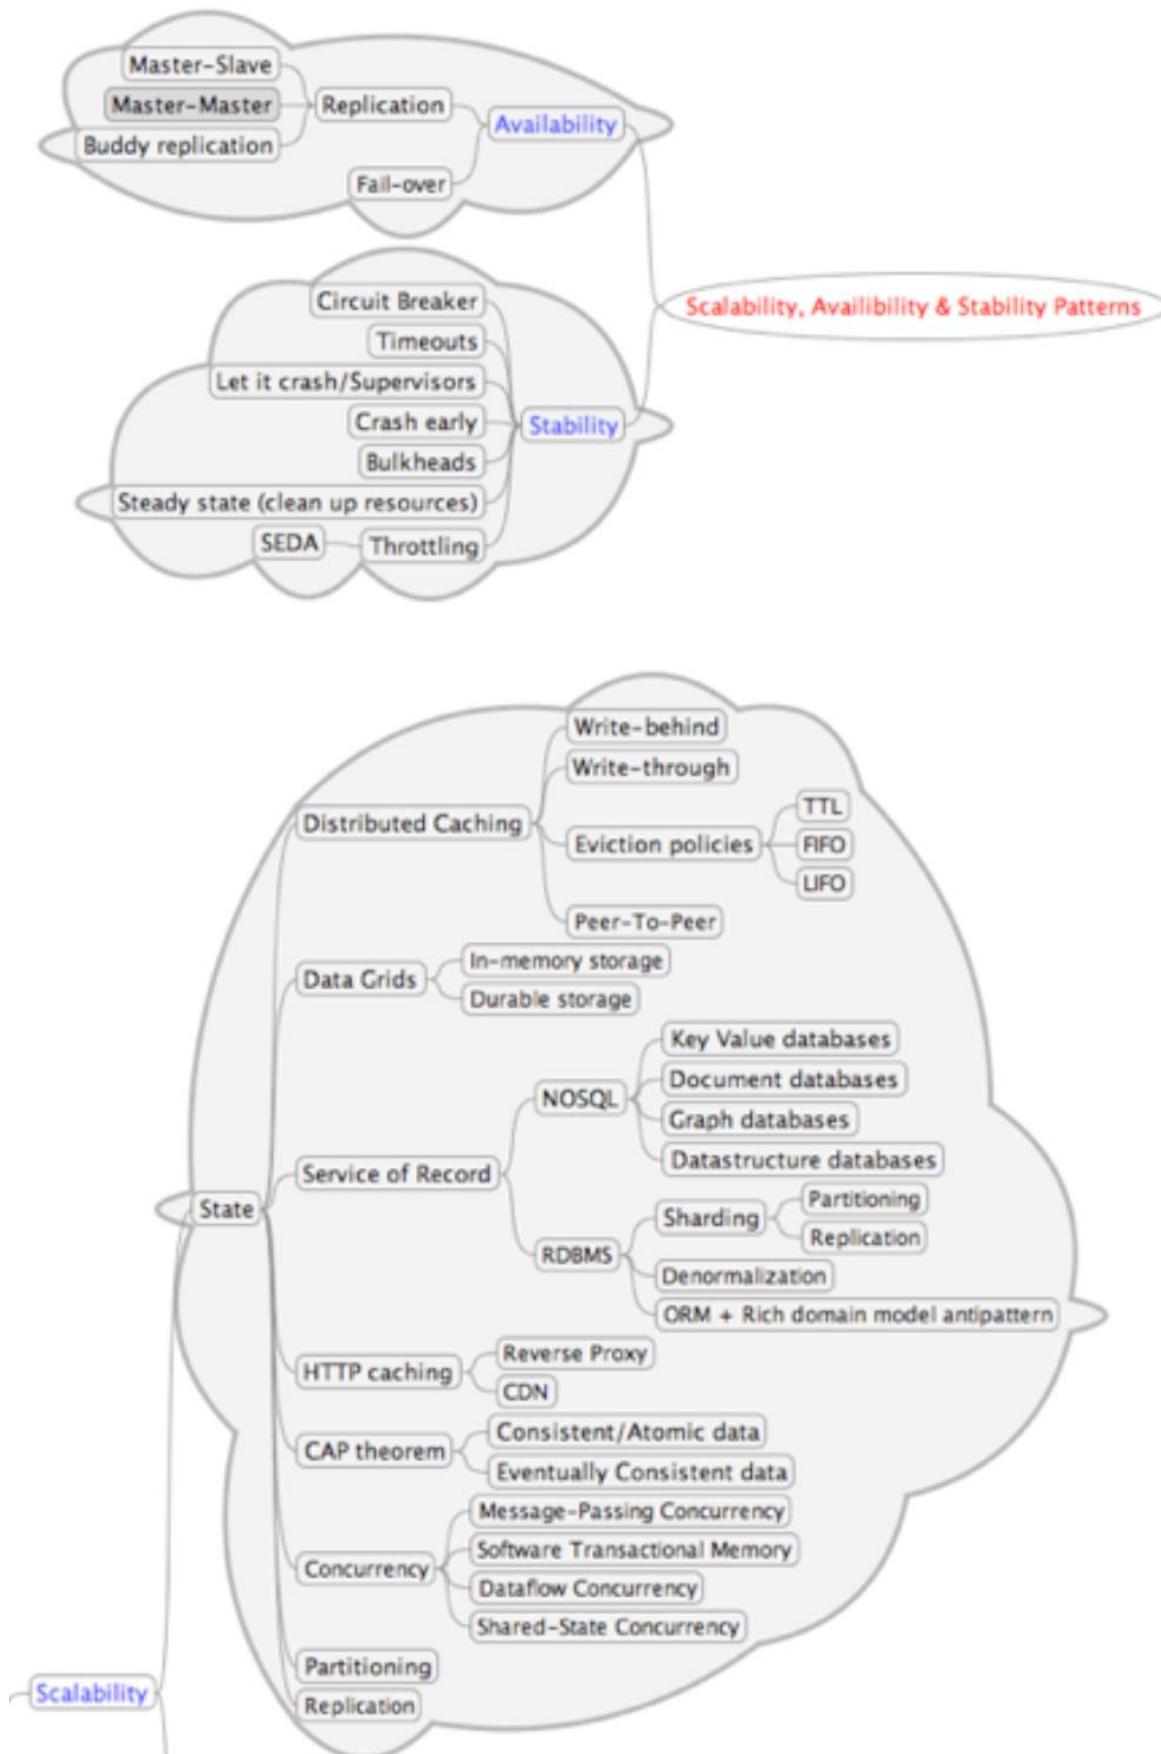 Master-Slave
Master-Master
Buddy replication
Replication
Fail-over
Availability
Scalability, Availibility & Stability Patterns
Circuit Breaker
Timeouts
Let it crash/Supervisors
Crash early
Bulkheads
Steady state (clean up resources)
SEDA
Throttling
Stability
Write-behind
Write-through
Distributed Caching
Eviction policies
TTL
FIFO
LIFO
Peer-To-Peer
Data Grids
In-memory storage
Durable storage
Service of Record
NOSQL
Key Value databases
Document databases
Graph databases
Datastructure databases
State
RDBMS
Sharding
Partitioning
Replication
Denormalization
ORM + Rich domain model antipattern
HTTP caching
Reverse Proxy
CDN
CAP theorem
Consistent/Atomic data
Eventually Consistent data
Concurrency
Message-Passing Concurrency
Software Transactional Memory
Dataflow Concurrency
Shared-State Concurrency
Partitioning
Replication
Scalability